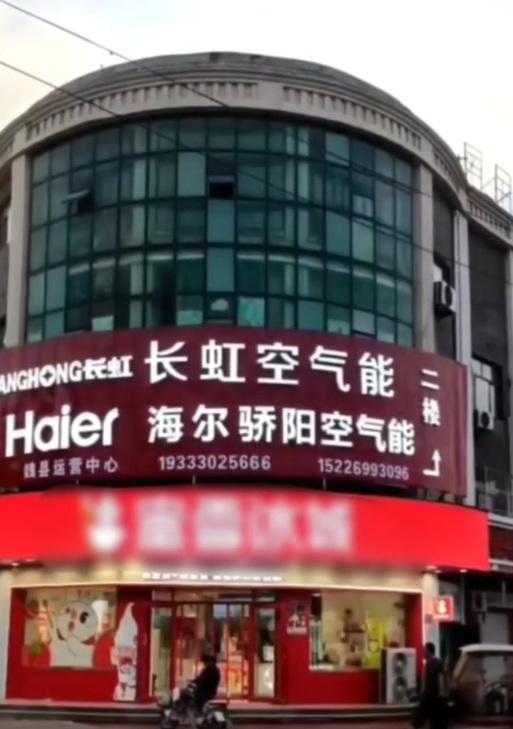 ANGHONG长虹 长虹空气能
Haier 海尔骄阳空气能
魏县运营中心 19333025666 15226993096
二楼